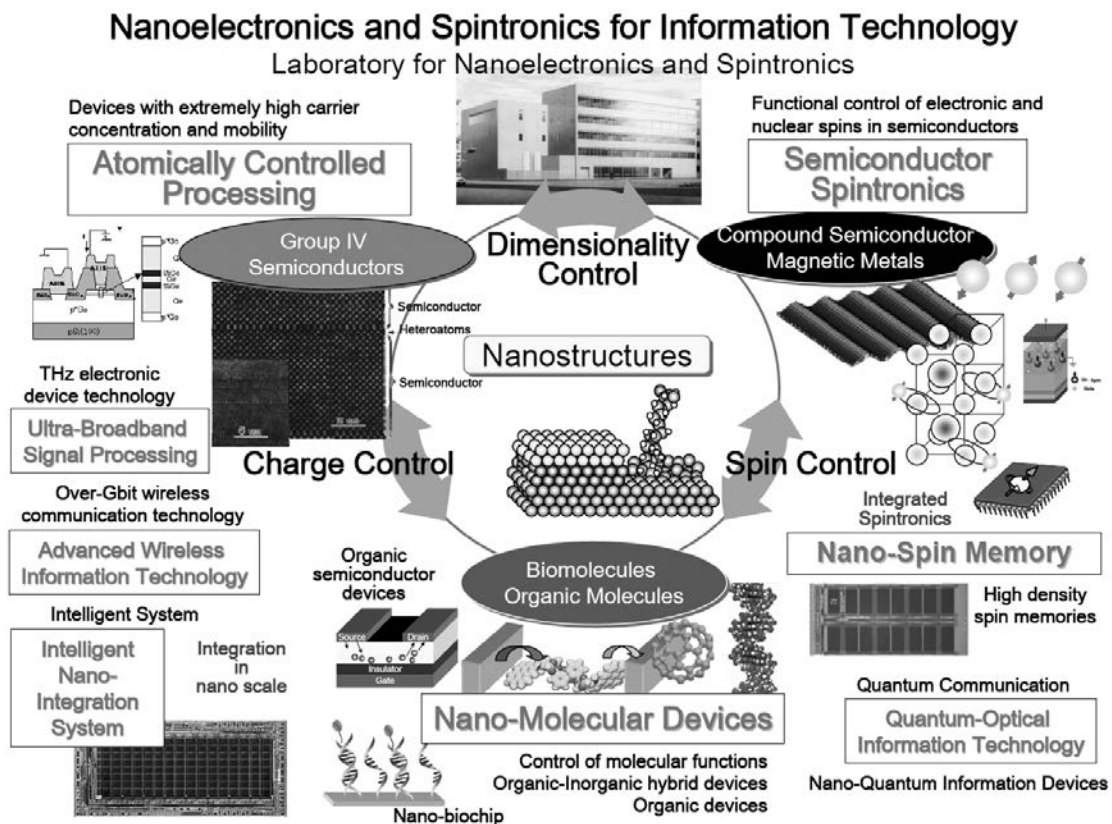 Nanoelectronics and Spintronics for Information Technology
Laboratory for Nanoelectronics and Spintronics
Devices with extremely high carrier
concentration and mobility
Atomically Controlled
Processing
Functional control of electronic and
nuclear spins in semiconductors
Semiconductor
Spintronics
Group IV
Semiconductors
Dimensionality
Control
Compound Semiconductor
Magnetic Metals
Semiconductor
Heteroatoms
Semiconductor
Nanostructures
THz electronic
device technology
Ultra-Broadband
Signal Processing
Charge Control
Spin Control
Over-Gbit wireless
communication technology
Advanced Wireless
Information Technology
Integrated
Spintronics
Nano-Spin Memory
High density
spin memories
Organic
semiconductor
devices
Source
Drain
Insulator
Gate
Biomolecules
Organic Molecules
Intelligent System
Intelligent
Nano-
Integration
System
Integration
in
nano scale
Nano-Molecular Devices
Control of molecular functions
Organic-Inorganic hybrid devices
Organic devices
Nano-biochip
Quantum Communication
Quantum-Optical
Information Technology
Nano-Quantum Information Devices